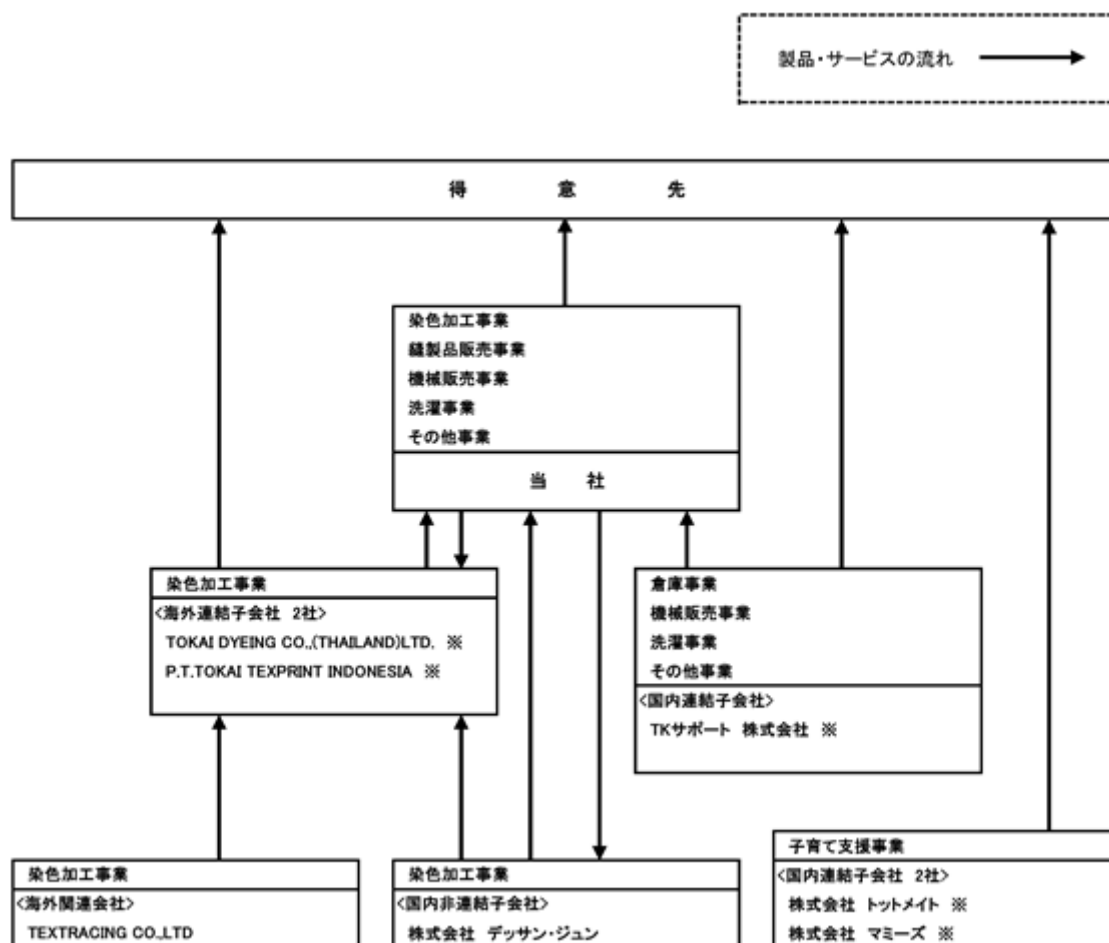 製品・サービスの流れ
得意先
染色加工事業
縫製品販売事業
機械販売事業
洗濯事業
その他事業
当社
染色加工事業
<海外連結子会社 2社>
TOKAI DYEING CO.,(THAILAND)LTD. ※
P.T.TOKAI TEXPRINT INDONESIA ※
倉庫事業
機械販売事業
洗濯事業
その他事業
<国内連結子会社>
TKサポート 株式会社 ※
染色加工事業
<海外関連会社>
TEXTRACING CO.,LTD
染色加工事業
<国内非連結子会社>
株式会社 デッサン・ジュン
子育て支援事業
<国内連結子会社 2社>
株式会社 トットメイト ※
株式会社 マミーズ ※